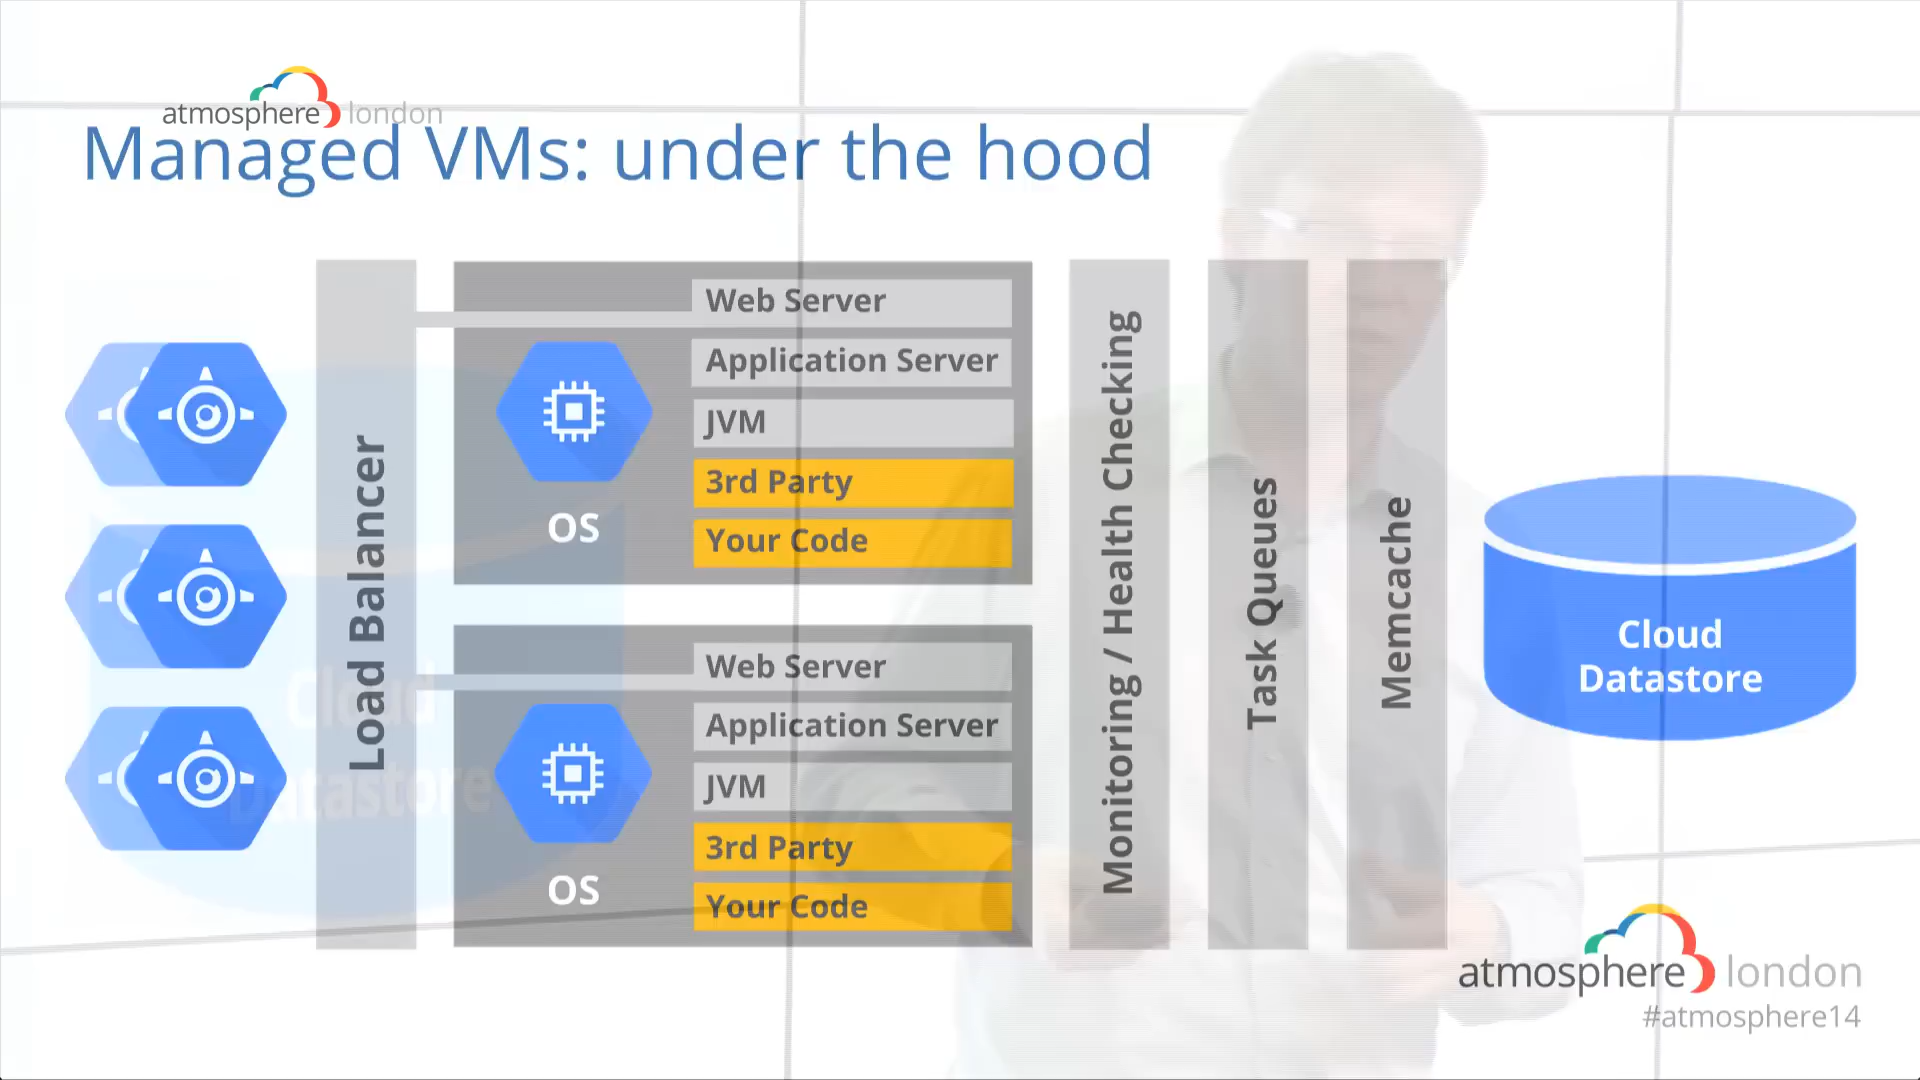 atmosphere london
Managed VMs: under the hood
Load Balancer
Web Server
Application Server
JVM
3rd Party
Your Code
OS
Web Server
Application Server
JVM
3rd Party
Your Code
OS
Monitoring / Health Checking
Task Queues
Memcache
Cloud
Datastore
Cloud
Datastore
atmosphere london
#atmosphere14